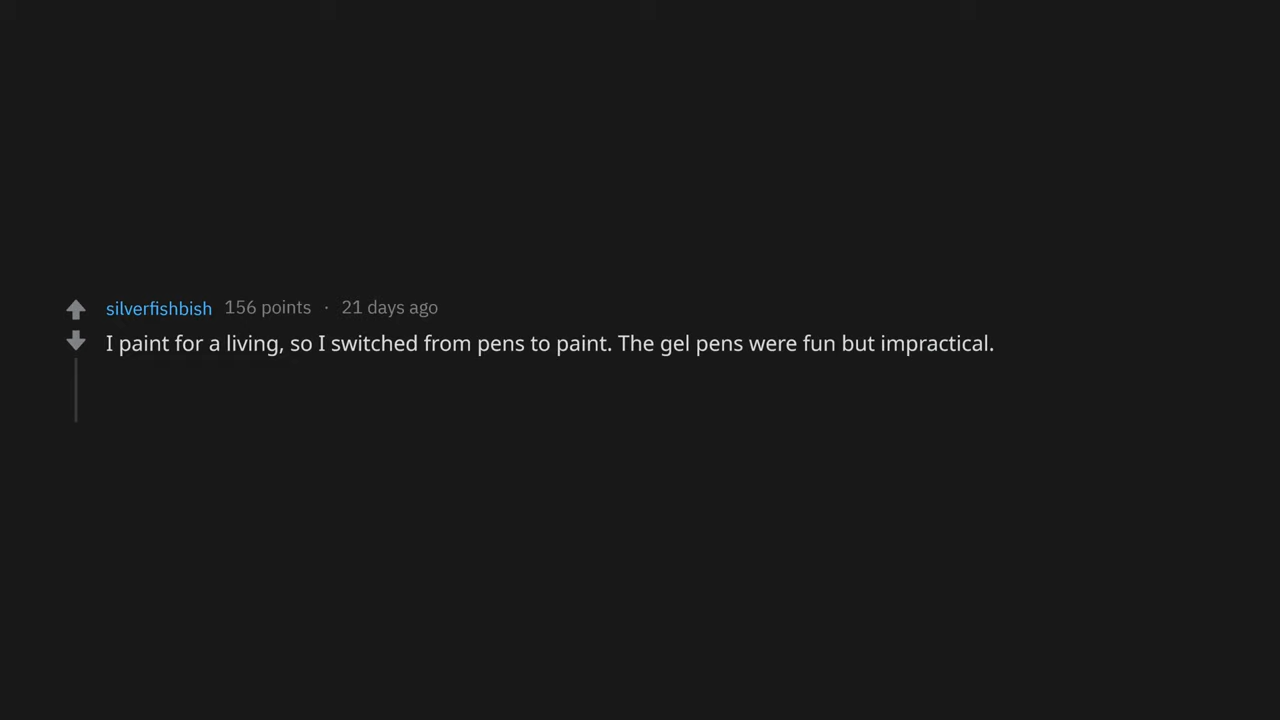 silverfishbish 156 points · 21 days ago
I paint for a living, so I switched from pens to paint. The gel pens were fun but impractical.